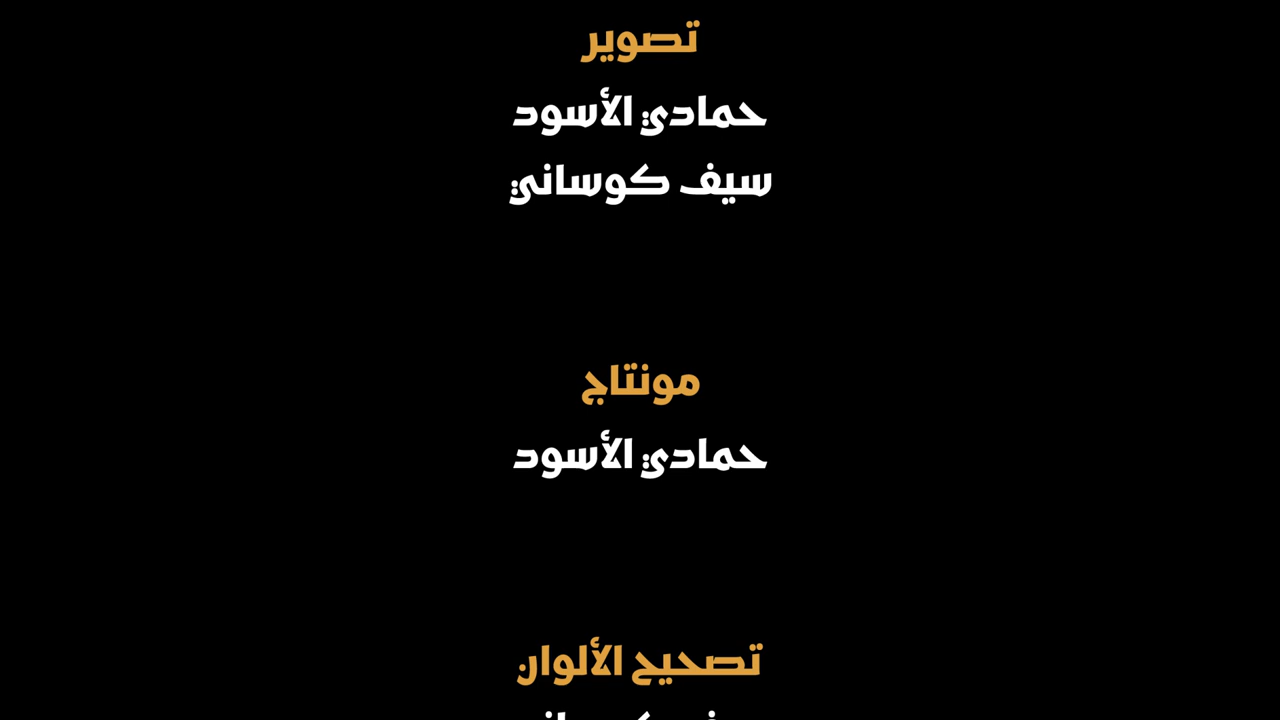 تصوير
حمادي الأسود
سيف كوساني
مونتاج
حمادي الأسود
تصحيح الألوان